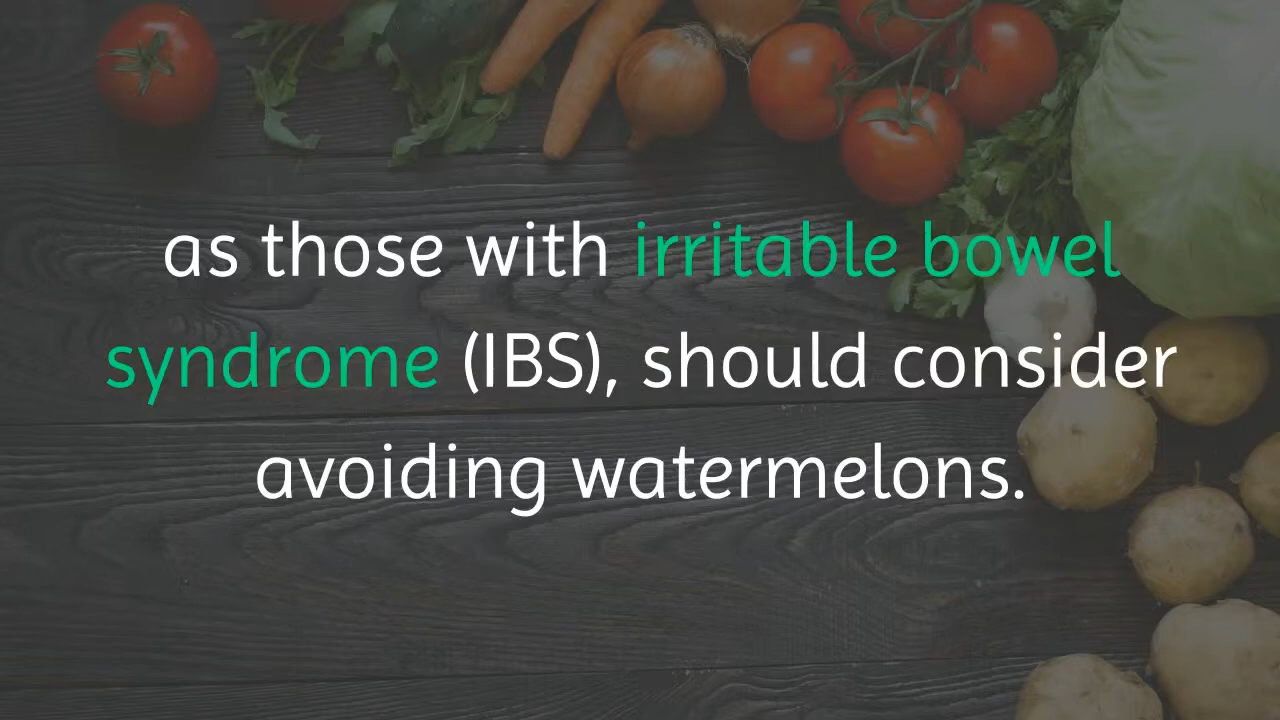 as those with irritable bowel
syndrome (IBS), should consider
avoiding watermelons.